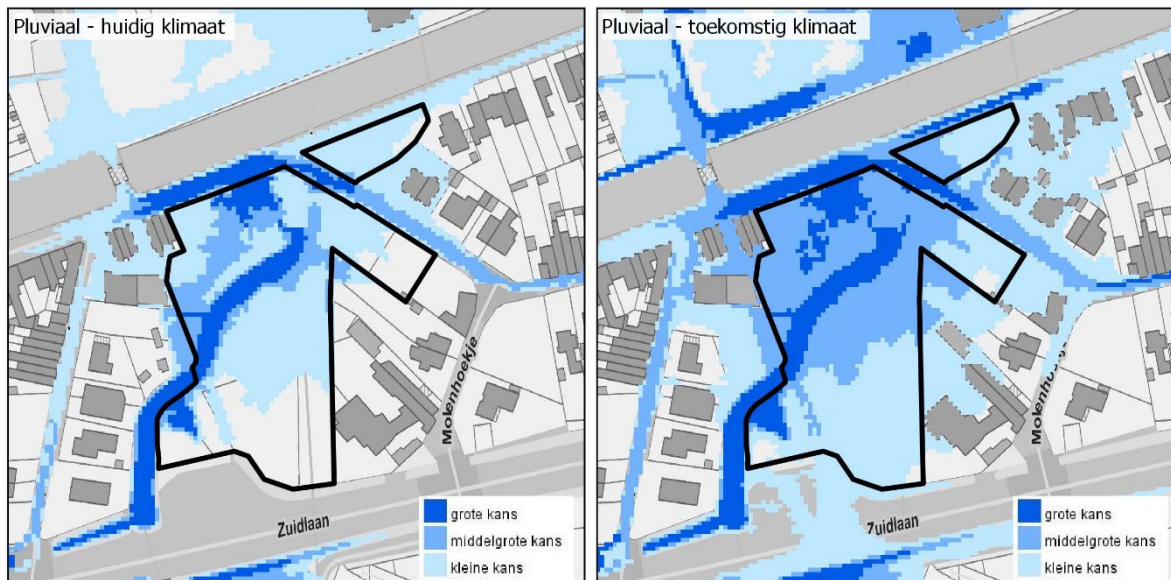 Pluviaal - huidig klimaat
Molenhoekje
Zuidlaan
grote kans
middelgrote kans
kleine kans
Pluviaal - toekomstig klimaat
Zuidlaan
grote kans
middelgrote kans
kleine kans